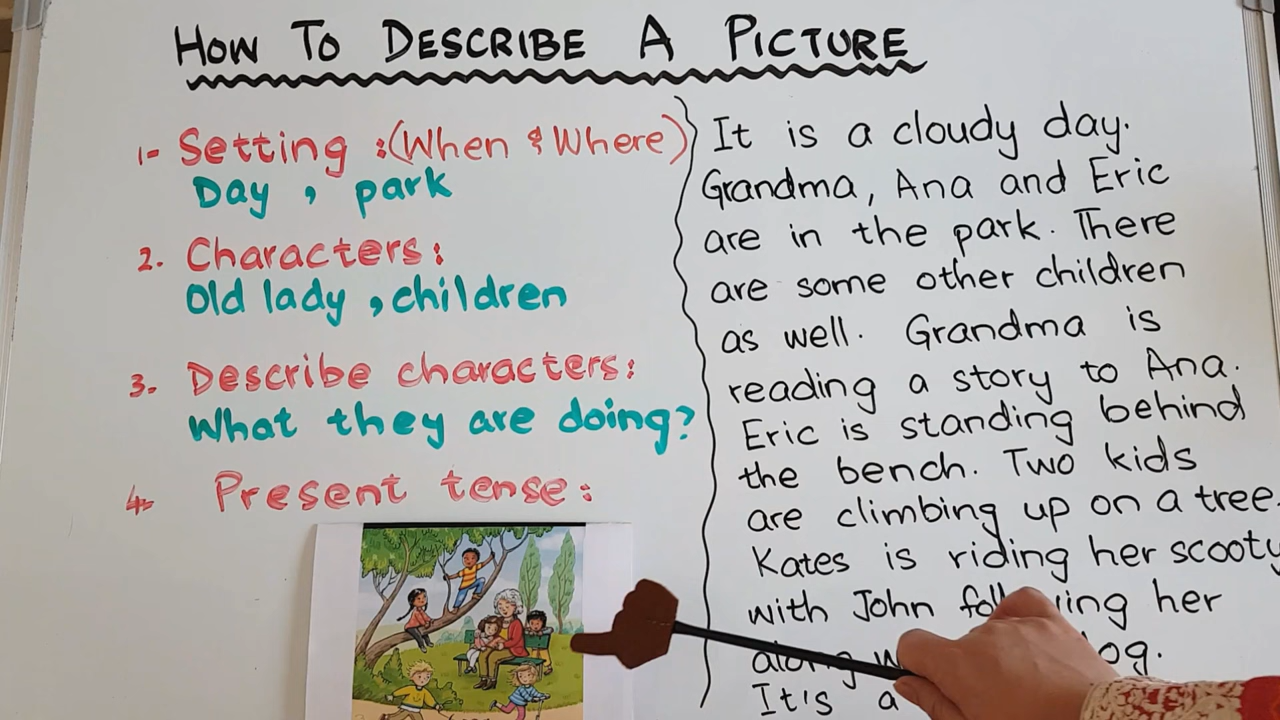 HOW TO DESCRIBE A PICTURE
1- Setting :(When & Where)
Day , park
2. Characters:
Old lady , children
3. Describe characters:
What they are doing?
4- Present tense:
It is a cloudy day.
Grandma, Ana and Eric
are in the park. There
are some other children
as well. Grandma is
reading a story to Ana.
Eric is standing behind
the bench. Two kids
are climbing up on a tree.
Kates is riding her scooty
with John her
along
It's a